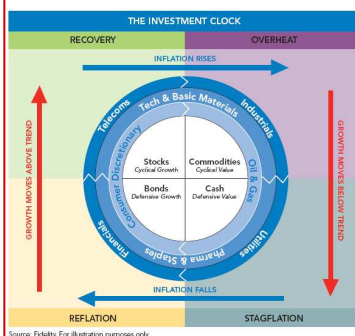 THE INVESTMENT CLOCK
RECOVERY
OVERHEAT
INFLATION RISES
GROWTH MOVES ABOVE TREND
GROWTH MOVES BELOW TREND
Telecoms
Tech & Basic Materials
Industrials
Consumer Discretionary
Oil & Gas
Stocks
Cyclical Growth
Commodities
Cyclical Value
Bonds
Defensive Growth
Cash
Defensive Value
Financials
Pharma & Staples
Utilities
INFLATION FALLS
REFLATION
STAGFLATION
Source: Fidelity. For illustration purposes only.